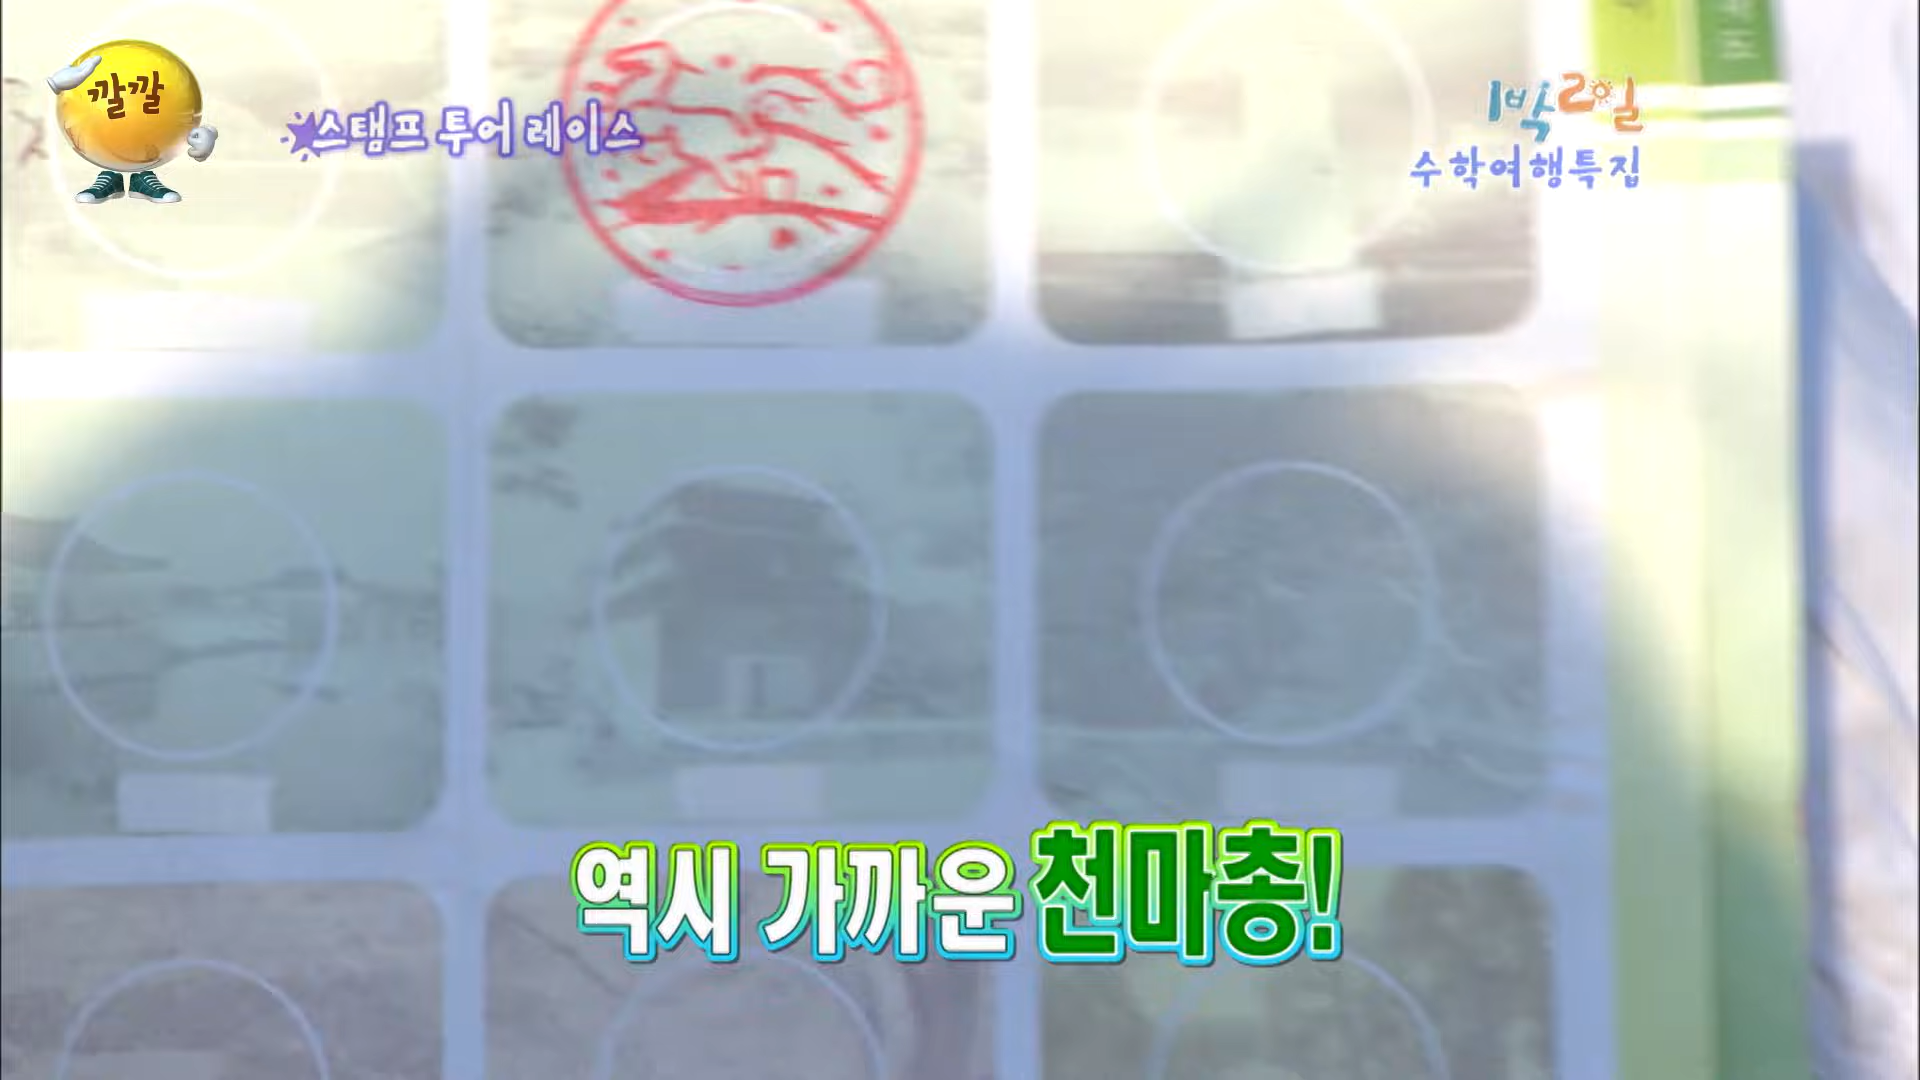 깔깔
스탬프 투어 레이스
1박2일
수학여행특집
역시 가까운 천마총!